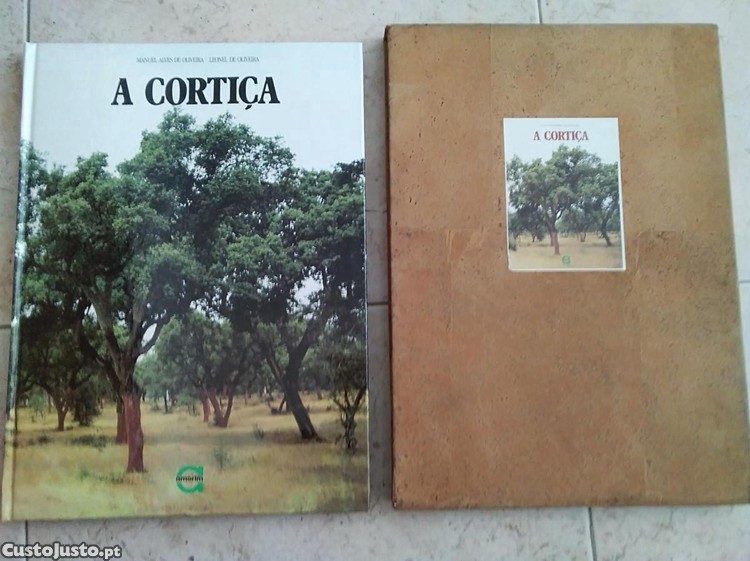 MANUEL ALVES DE OLIVEIRA · LEONEL DE OLIVEIRA
A CORTIÇA
amorim
A CORTIÇA
CustoJusto.pt